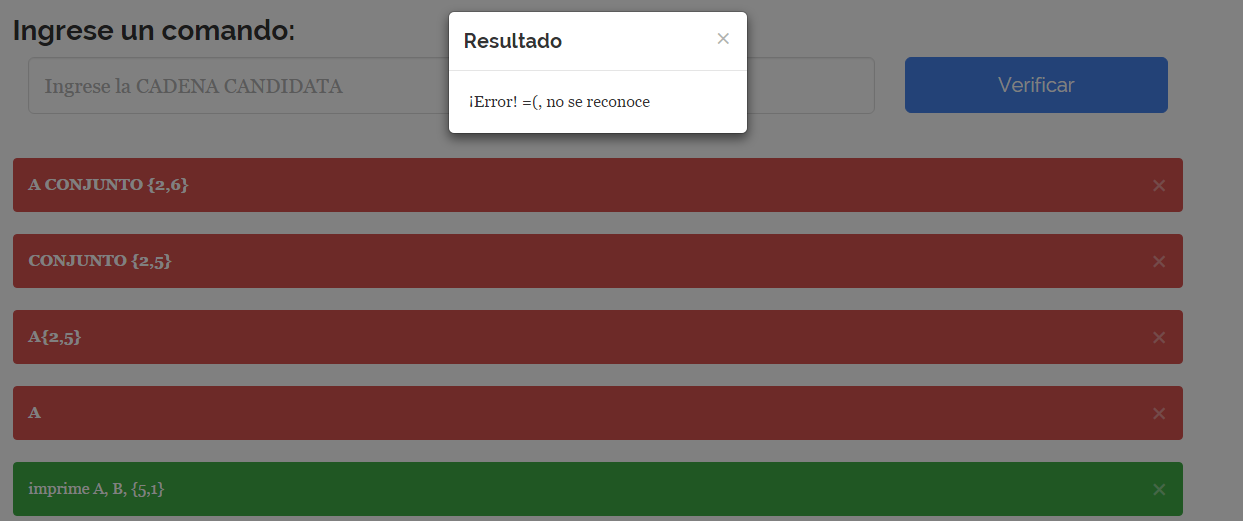 Ingrese un comando:
Resultado
×
Ingrese la CADENA CANDIDATA
¡Error! =(, no se reconoce
Verificar
A CONJUNTO {2,6}
×
CONJUNTO {2,5}
×
A{2,5}
×
A
×
imprime A, B, {5,1}
×